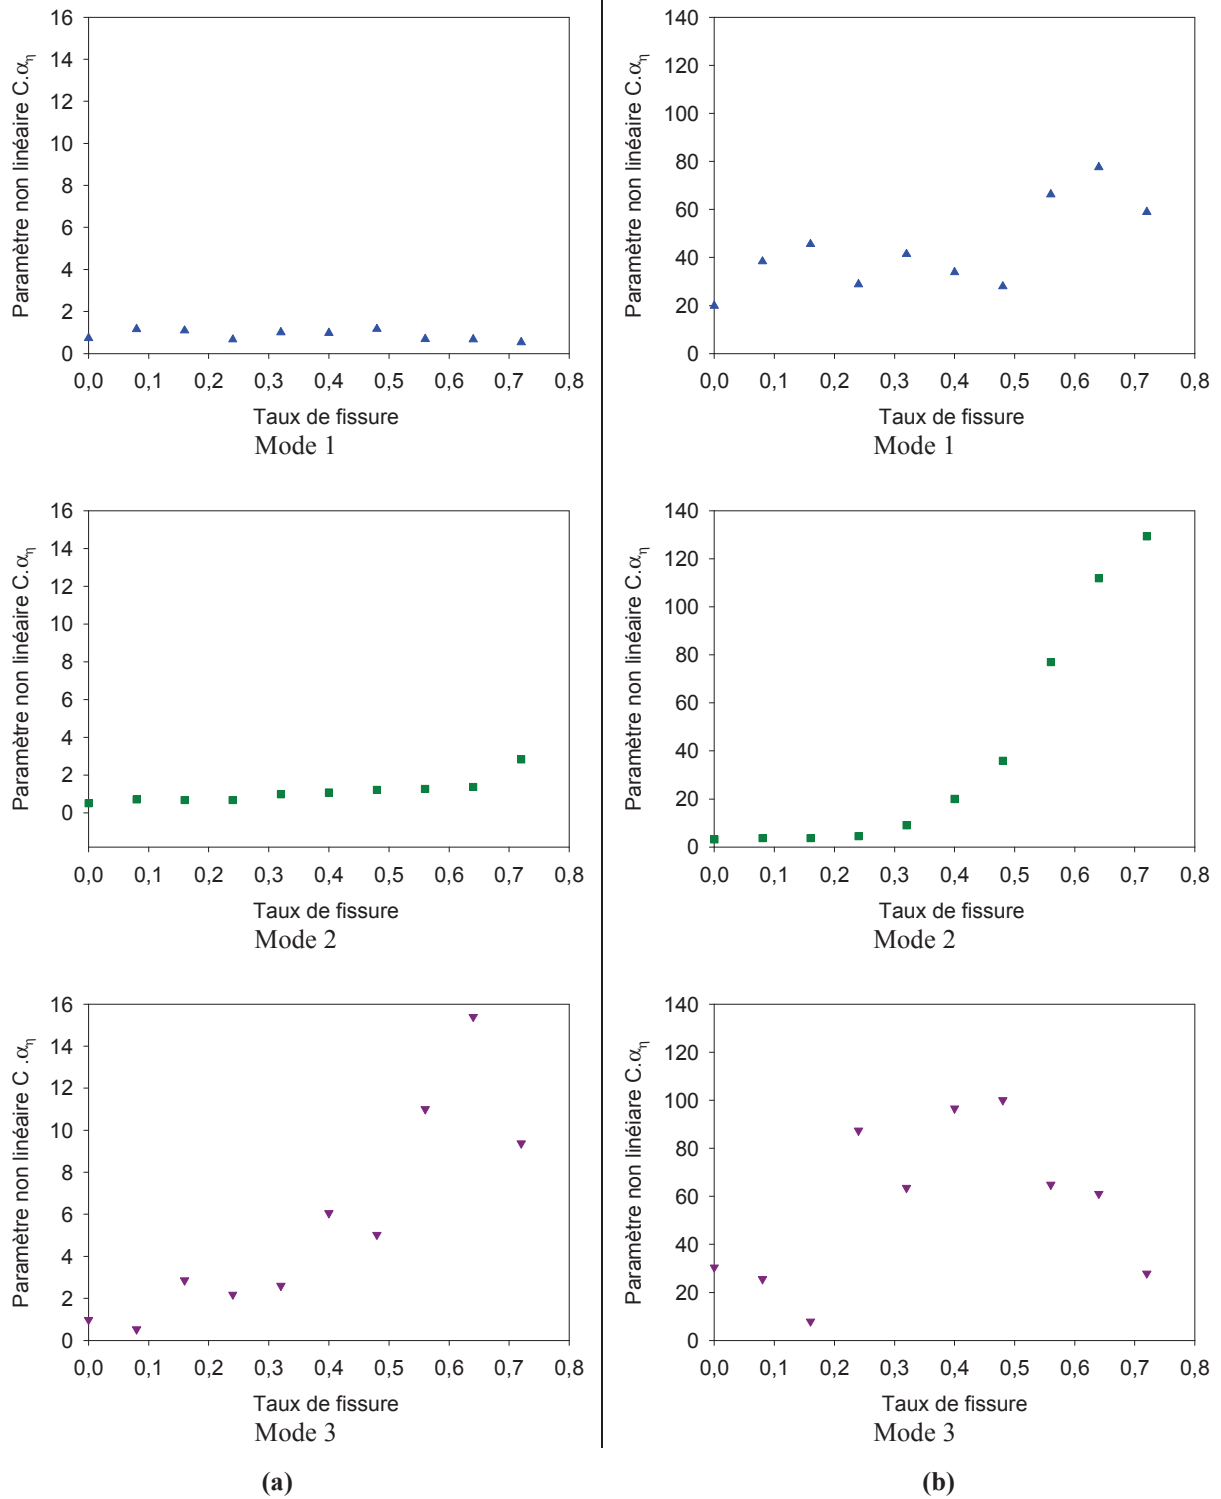 Paramètre non linéaire C.αη
16
14
12
10
8
6
4
2
0
0,0 0,1 0,2 0,3 0,4 0,5 0,6 0,7 0,8
Taux de fissure
Mode 1
Paramètre non linéaire C.αη
140
120
100
80
60
40
20
0
0,0 0,1 0,2 0,3 0,4 0,5 0,6 0,7 0,8
Taux de fissure
Mode 1
Paramètre non linéaire C.αη
16
14
12
10
8
6
4
2
0
0,0 0,1 0,2 0,3 0,4 0,5 0,6 0,7 0,8
Taux de fissure
Mode 2
Paramètre non linéaire C.αη
140
120
100
80
60
40
20
0
0,0 0,1 0,2 0,3 0,4 0,5 0,6 0,7 0,8
Taux de fissure
Mode 2
Paramètre non linéaire C .αη
16
14
12
10
8
6
4
2
0
0,0 0,1 0,2 0,3 0,4 0,5 0,6 0,7 0,8
Taux de fissure
Mode 3
Paramètre non linéiare C.αη
140
120
100
80
60
40
20
0
0,0 0,1 0,2 0,3 0,4 0,5 0,6 0,7 0,8
Taux de fissure
Mode 3
(a)
(b)